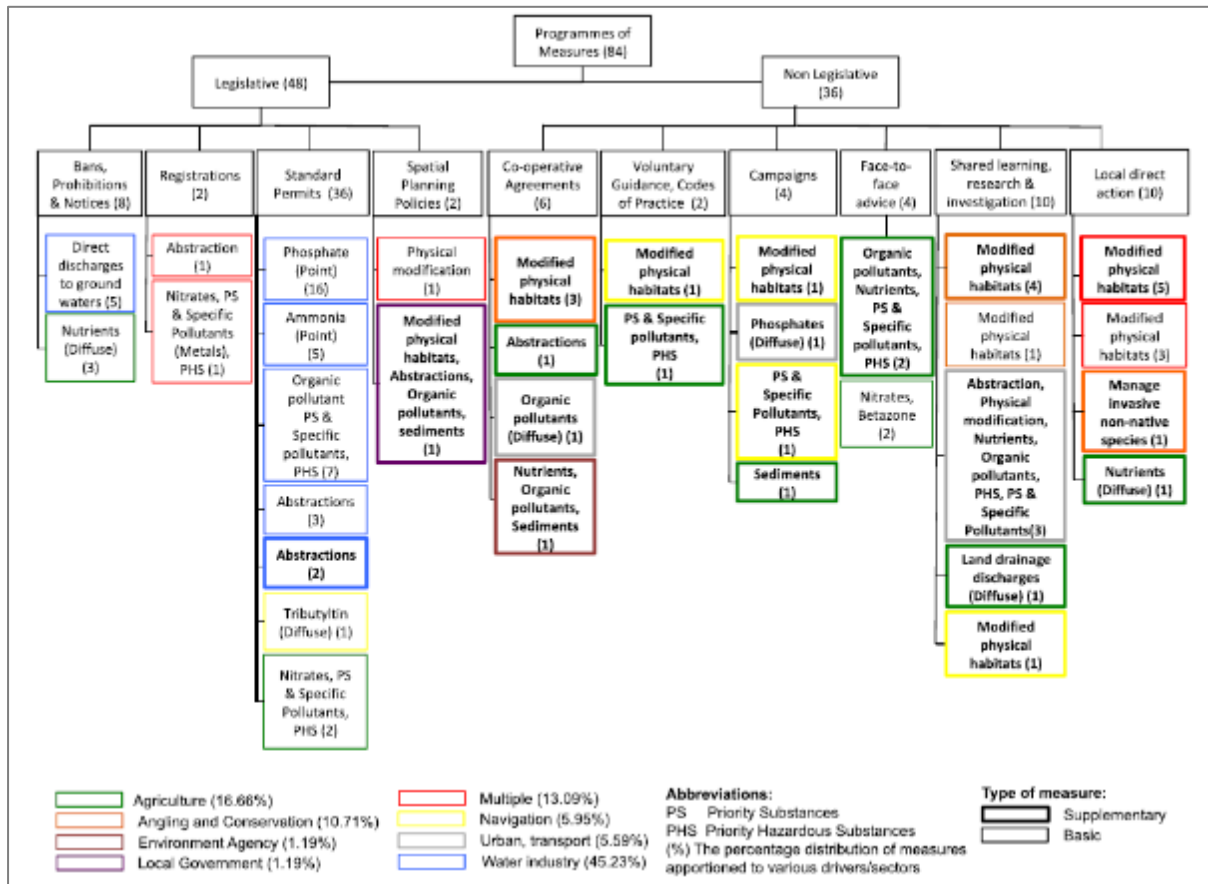 Programmes of
Measures (84)
Legislative (48)
Non Legislative
(36)
Bans,
Prohibitions
& Notices (8)
Registrations
(2)
Standard
Permits (36)
Spatial
Planning
Policies (2)
Co-operative
Agreements
(6)
Voluntary
Guidance, Codes
of Practice (2)
Campaigns
(4)
Face-to-
face
advice (4)
Shared learning,
research &
investigation (10)
Local direct
action (10)
Direct
discharges
to ground
waters (5)
Nutrients
(Diffuse)
(3)
Abstraction
(1)
Nitrates, PS
& Specific
Pollutants
(Metals),
PHS (1)
Phosphate
(Point)
(16)
Ammonia
(Point)
(5)
Organic
pollutant
PS &
Specific
pollutants,
PHS (7)
Abstractions
(3)
Abstractions
(2)
Tributyltin
(Diffuse) (1)
Nitrates, PS
& Specific
Pollutants,
PHS (2)
Physical
modification
(1)
Modified
physical
habitats,
Abstractions,
Organic
pollutants,
sediments
(1)
Modified
physical
habitats (3)
Abstractions
(1)
Organic
pollutants
(Diffuse) (1)
Nutrients,
Organic
pollutants,
Sediments
(1)
Modified
physical
habitats (1)
PS & Specific
pollutants,
PHS
(1)
Modified
physical
habitats (1)
Phosphates
(Diffuse) (1)
PS &
Specific
Pollutants,
PHS
(1)
Sediments
(1)
Organic
pollutants,
Nutrients,
PS &
Specific
pollutants,
PHS (2)
Nitrates,
Betazone
(2)
Modified
physical
habitats (4)
Modified
physical
habitats (1)
Abstraction,
Physical
modification,
Nutrients,
Organic
pollutants,
PHS, PS &
Specific
Pollutants(3)
Land drainage
discharges
(Diffuse) (1)
Modified
physical
habitats (1)
Modified
physical
habitats (5)
Modified
physical
habitats (3)
Manage
invasive
non-native
species (1)
Nutrients
(Diffuse) (1)
Agriculture (16.66%)
Angling and Conservation (10.71%)
Environment Agency (1.19%)
Local Government (1.19%)
Multiple (13.09%)
Navigation (5.95%)
Urban, transport (5.59%)
Water industry (45.23%)
Abbreviations:
PS Priority Substances
PHS Priority Hazardous Substances
(%) The percentage distribution of measures
apportioned to various drivers/sectors
Type of measure:
Supplementary
Basic